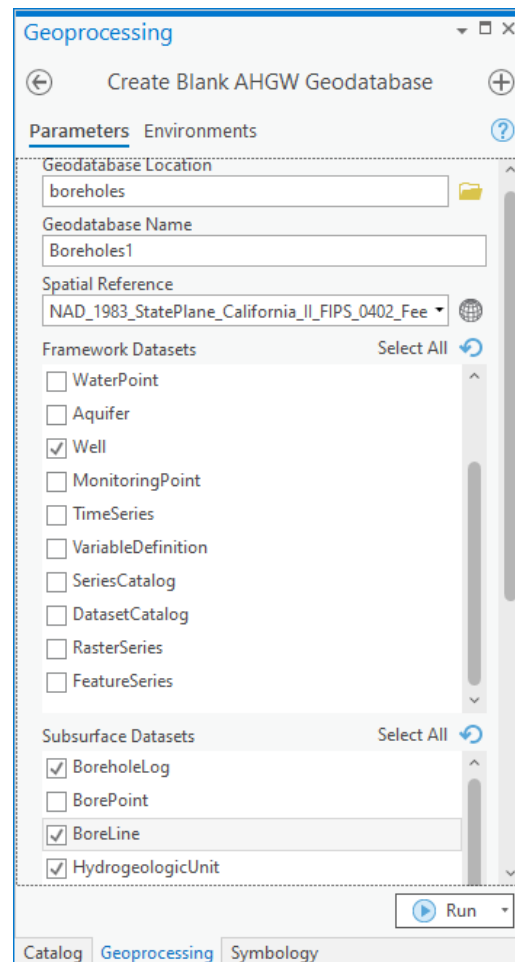 Geoprocessing
Create Blank AHGW Geodatabase
Parameters Environments
Geodatabase Location
boreholes
Geodatabase Name
Boreholes1
Spatial Reference
NAD_1983_StatePlane_California_II_FIPS_0402_Fee
Framework Datasets Select All
WaterPoint
Aquifer
Well
MonitoringPoint
TimeSeries
VariableDefinition
SeriesCatalog
DatasetCatalog
RasterSeries
FeatureSeries
Subsurface Datasets Select All
BoreholeLog
BorePoint
BoreLine
HydrogeologicUnit
Run
Catalog Geoprocessing Symbology